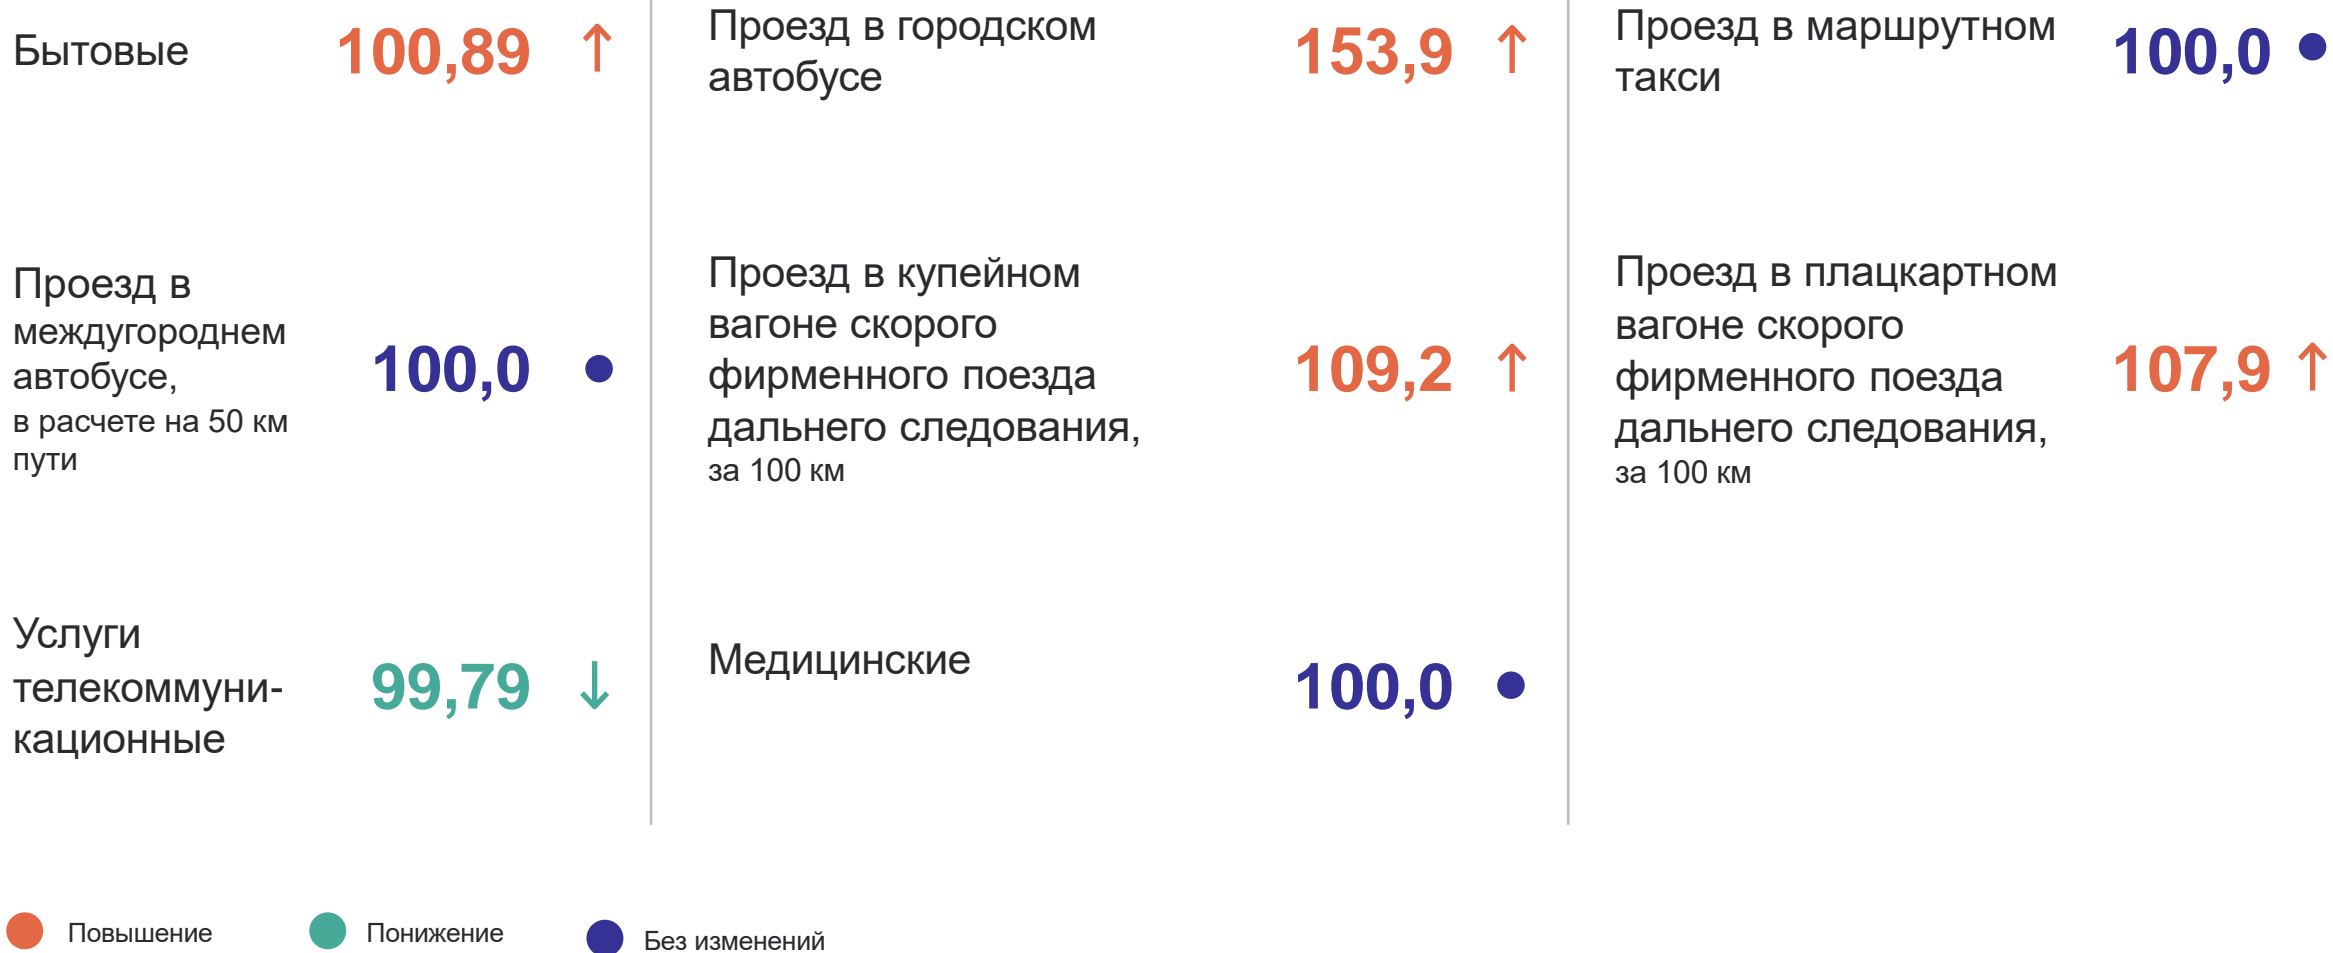 Бытовые
100,89 ↑
Проезд в городском
автобусе
153,9 ↑
Проезд в маршрутном
такси
100,0
Проезд в
междугороднем
автобусе,
в расчете на 50 км
пути
100,0
Проезд в купейном
вагоне скорого
фирменного поезда
дальнего следования,
за 100 км
109,2 ↑
Проезд в плацкартном
вагоне скорого
фирменного поезда
дальнего следования,
за 100 км
107,9 ↑
Услуги
телекоммуни-
кационные
99,79 ↓
Медицинские
100,0
Повышение
Понижение
Без изменений